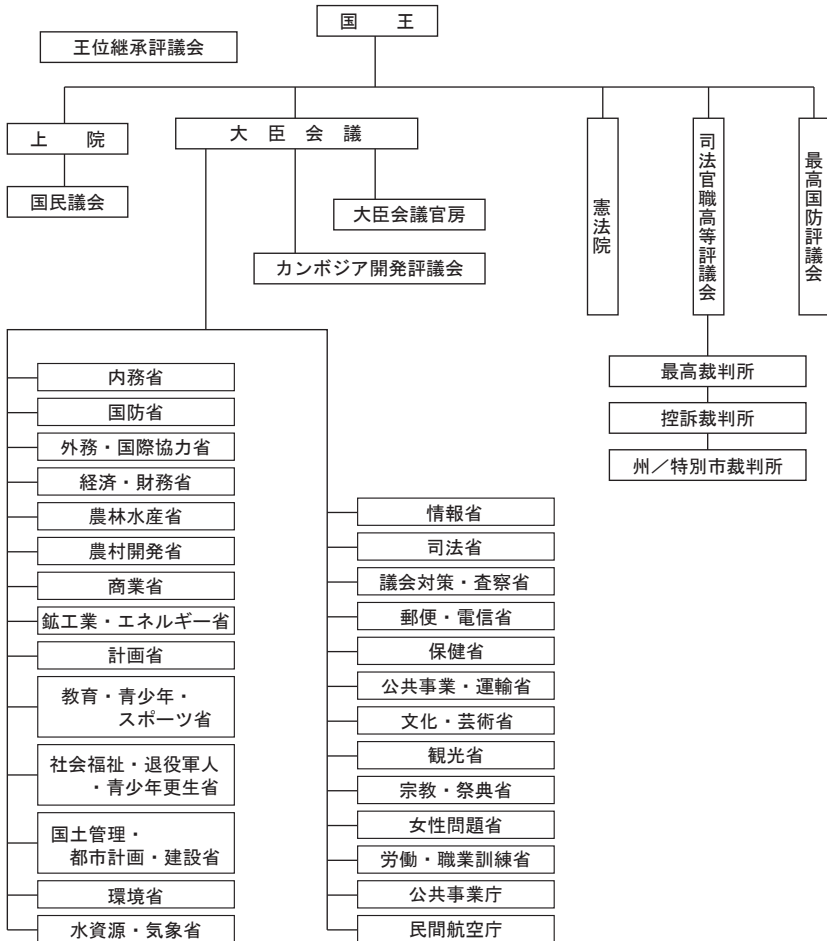 国　王
王位継承評議会
上　院
大　臣　会　議
国民議会
大臣会議官房
カンボジア開発評議会
憲法院
司法官職高等評議会
最高国防評議会
最高裁判所
控訴裁判所
州／特別市裁判所
内務省
国防省
外務・国際協力省
経済・財務省
農林水産省
農村開発省
商業省
鉱工業・エネルギー省
計画省
教育・青少年・
スポーツ省
社会福祉・退役軍人
・青少年更生省
国土管理・
都市計画・建設省
環境省
水資源・気象省
情報省
司法省
議会対策・査察省
郵便・電信省
保健省
公共事業・運輸省
文化・芸術省
観光省
宗教・祭典省
女性問題省
労働・職業訓練省
公共事業庁
民間航空庁